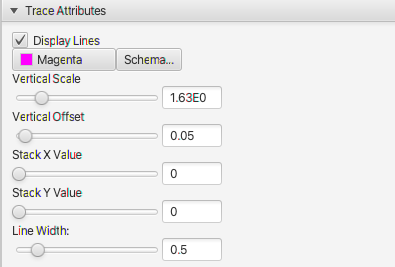 Trace Attributes
Display Lines
Magenta Schema...
Vertical Scale
1.63E0
Vertical Offset
0.05
Stack X Value
0
Stack Y Value
0
Line Width:
0.5